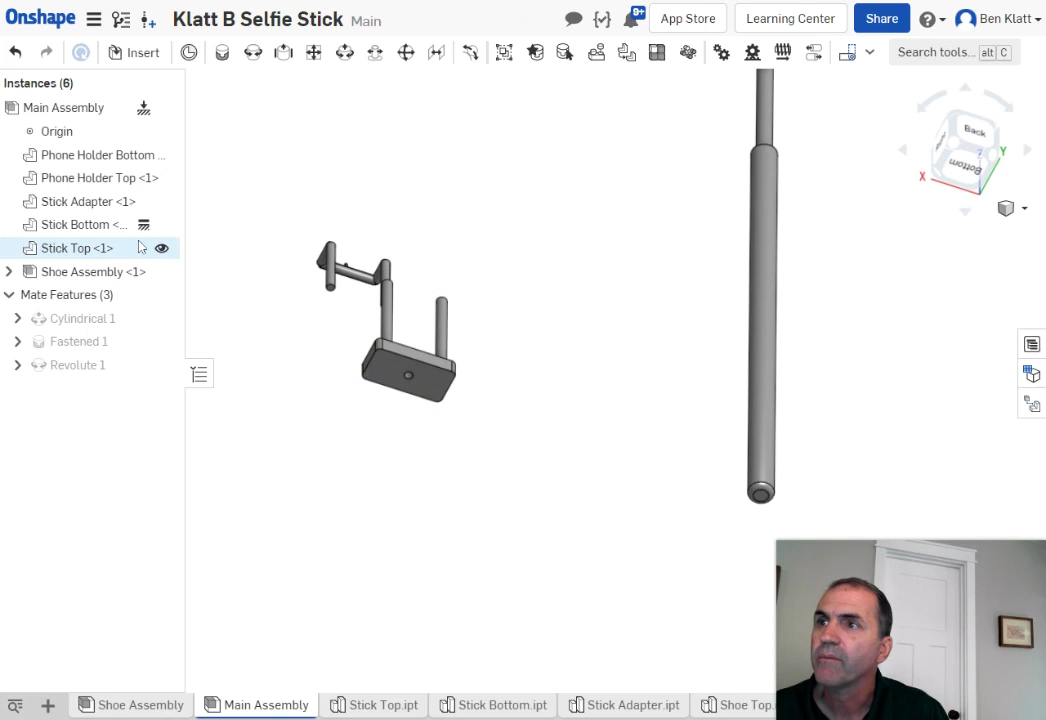 Onshape
Klatt B Selfie Stick Main
9+
App Store
Learning Center
Share
Ben Klatt
Insert
Search tools... alt C
Instances (6)
Main Assembly
Origin
Phone Holder Bottom ...
Phone Holder Top <1>
Stick Adapter <1>
Stick Bottom <...
Stick Top <1>
Shoe Assembly <1>
Mate Features (3)
Cylindrical 1
Fastened 1
Revolute 1
Back
Bottom
Z
Y
X
Shoe Assembly
Main Assembly
Stick Top.ipt
Stick Bottom.ipt
Stick Adapter.ipt
Shoe Top.